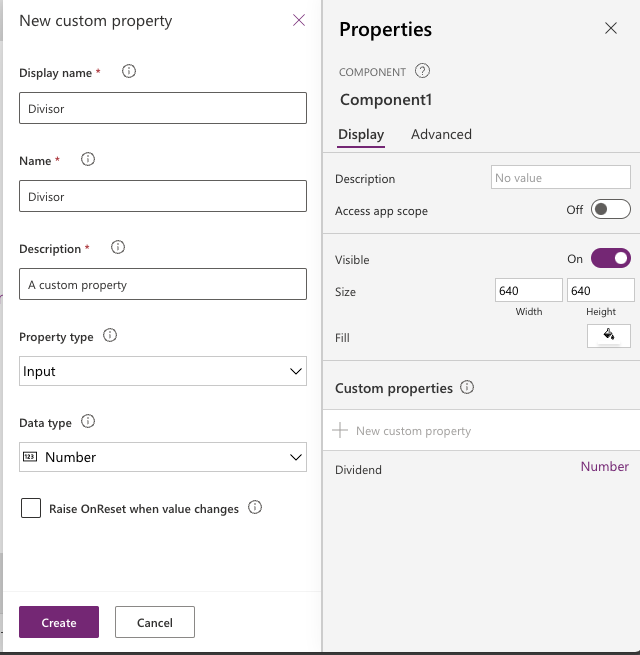 New custom property
Display name *
Divisor
Name *
Divisor
Description *
A custom property
Property type
Input
Data type
123 Number
Raise OnReset when value changes
Create
Cancel
Properties
COMPONENT
Component1
Display Advanced
Description No value
Access app scope Off
Visible On
Size 640 640
Width Height
Fill
Custom properties
New custom property
Dividend Number